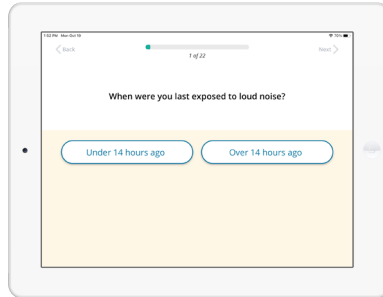 1:52 PM Mon Oct 19
70%
Back
1 of 22
Next
When were you last exposed to loud noise?
Under 14 hours ago
Over 14 hours ago